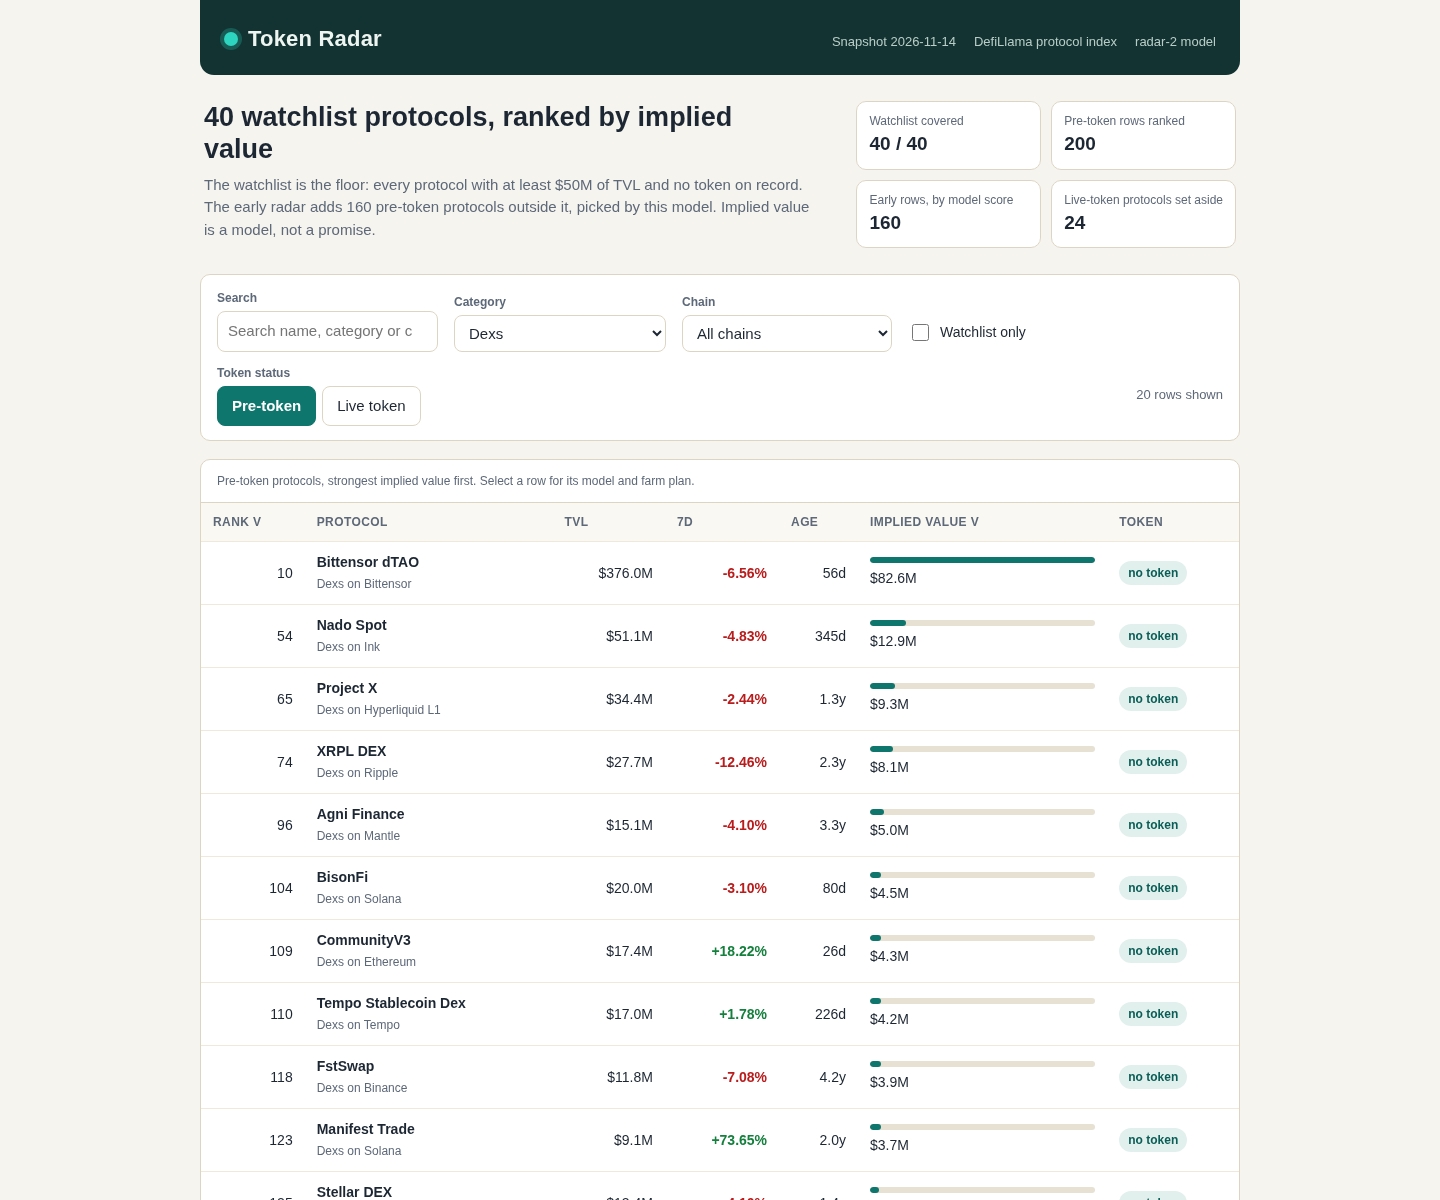 Token Radar
Snapshot 2026-11-14 DefiLlama protocol index radar-2 model
40 watchlist protocols, ranked by implied
value
The watchlist is the floor: every protocol with at least $50M of TVL and no token on record.
The early radar adds 160 pre-token protocols outside it, picked by this model. Implied value
is a model, not a promise.
Watchlist covered
40 / 40
Pre-token rows ranked
200
Early rows, by model score
160
Live-token protocols set aside
24
Search
Search name, category or c
Category
Dexs
Chain
All chains
Watchlist only
Token status
Pre-token Live token
20 rows shown
Pre-token protocols, strongest implied value first. Select a row for its model and farm plan.
RANK V PROTOCOL TVL 7D AGE IMPLIED VALUE V TOKEN
10 Bittensor dTAO $376.0M -6.56% 56d $82.6M no token
Dexs on Bittensor
54 Nado Spot $51.1M -4.83% 345d $12.9M no token
Dexs on Ink
65 Project X $34.4M -2.44% 1.3y $9.3M no token
Dexs on Hyperliquid L1
74 XRPL DEX $27.7M -12.46% 2.3y $8.1M no token
Dexs on Ripple
96 Agni Finance $15.1M -4.10% 3.3y $5.0M no token
Dexs on Mantle
104 BisonFi $20.0M -3.10% 80d $4.5M no token
Dexs on Solana
109 CommunityV3 $17.4M +18.22% 26d $4.3M no token
Dexs on Ethereum
110 Tempo Stablecoin Dex $17.0M +1.78% 226d $4.2M no token
Dexs on Tempo
118 FstSwap $11.8M -7.08% 4.2y $3.9M no token
Dexs on Binance
123 Manifest Trade $9.1M +73.65% 2.0y $3.7M no token
Dexs on Solana
Stellar DEX